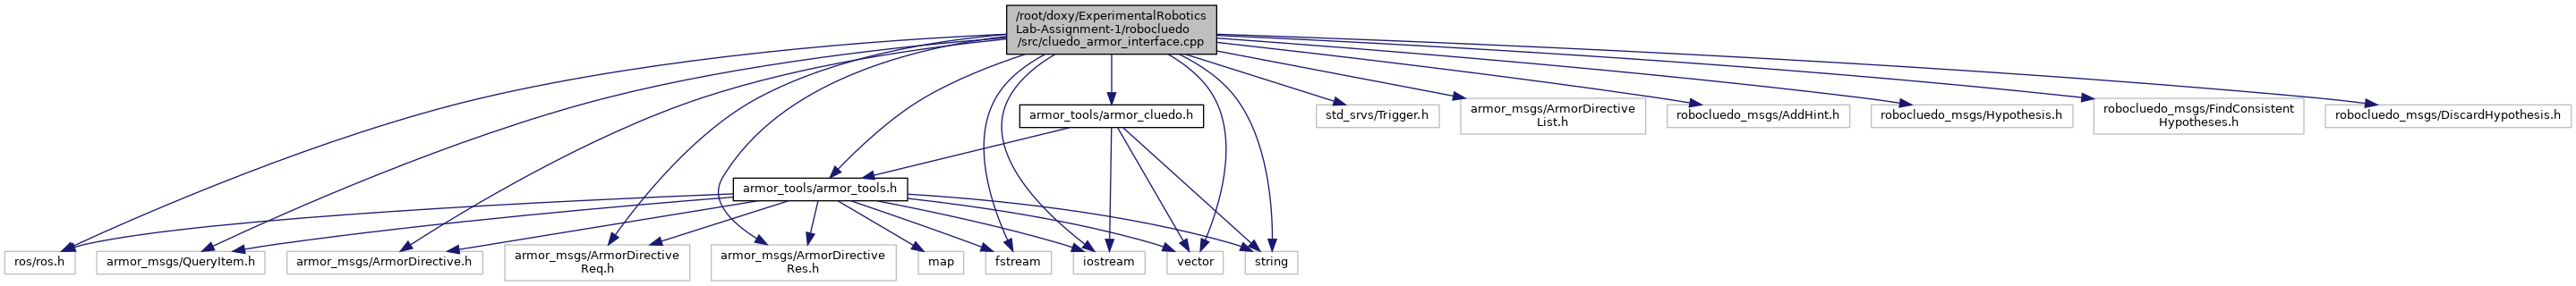 /root/doxy/ExperimentalRobotics
Lab-Assignment-1/robocluedo
/src/cluedo_armor_interface.cpp
armor_tools/armor_cluedo.h
std_srvs/Trigger.h
armor_msgs/ArmorDirective
List.h
robocluedo_msgs/AddHint.h
robocluedo_msgs/Hypothesis.h
robocluedo_msgs/FindConsistent
Hypotheses.h
robocluedo_msgs/DiscardHypothesis.h
armor_tools/armor_tools.h
ros/ros.h
armor_msgs/QueryItem.h
armor_msgs/ArmorDirective.h
armor_msgs/ArmorDirective
Req.h
armor_msgs/ArmorDirective
Res.h
map
fstream
iostream
vector
string